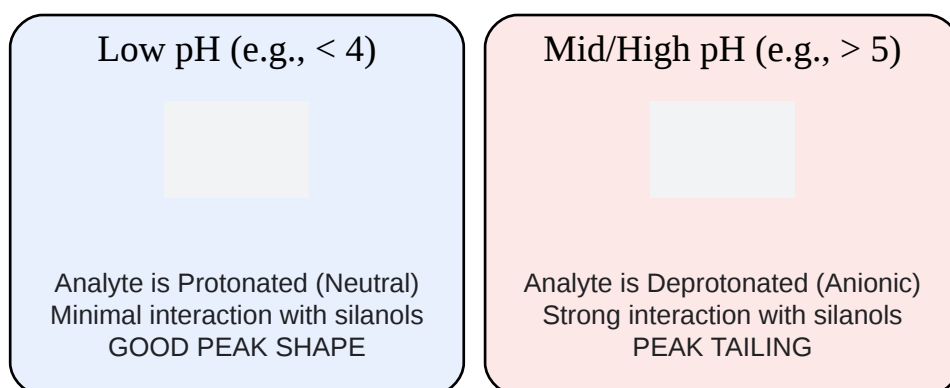 Low pH (e.g., < 4)
Analyte is Protonated (Neutral)
Minimal interaction with silanols
GOOD PEAK SHAPE
Mid/High pH (e.g., > 5)
Analyte is Deprotonated (Anionic)
Strong interaction with silanols
PEAK TAILING